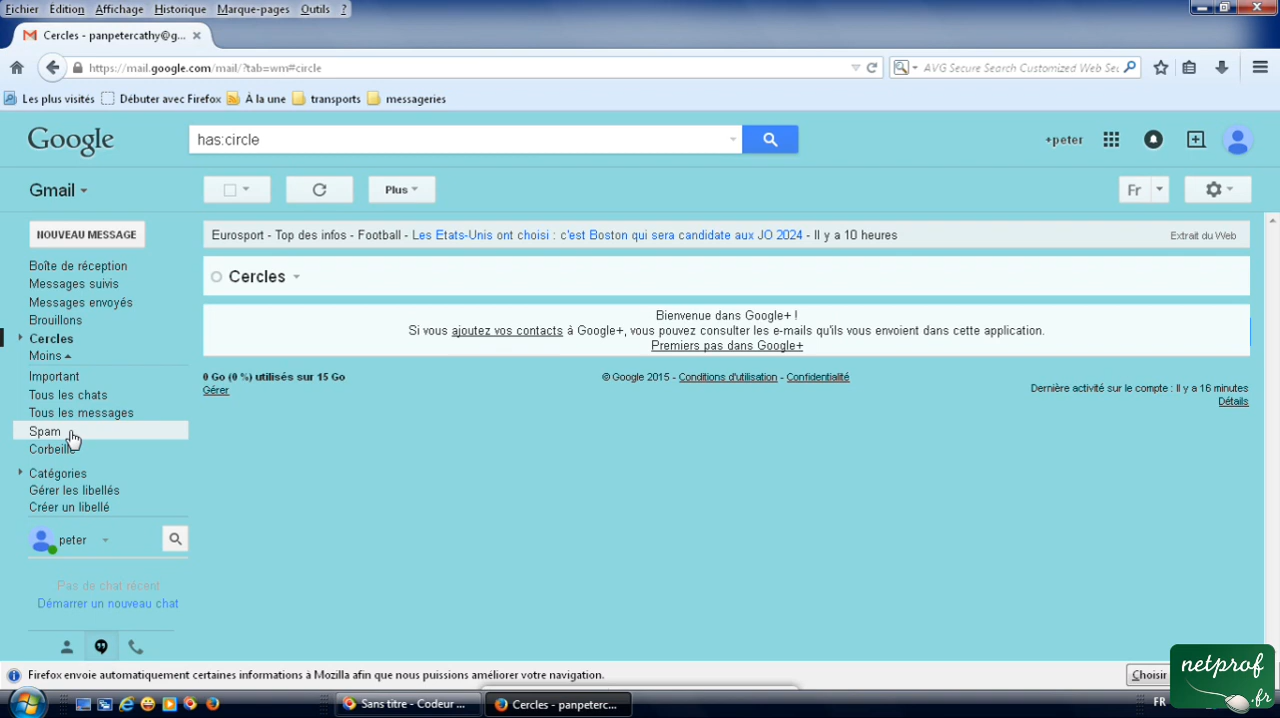 Fichier Édition Affichage Historique Marque-pages Outils ?
Cercles - panpetercathy@g... ×
https://mail.google.com/mail/?tab=wm#circle
AVG Secure Search Customized Web Se
Les plus visités Débuter avec Firefox À la une transports messageries
Google
has:circle
+peter
Gmail
Plus
Fr
NOUVEAU MESSAGE
Eurosport - Top des infos - Football - Les Etats-Unis ont choisi : c'est Boston qui sera candidate aux JO 2024 - Il y a 10 heures
Extrait du Web
Boîte de réception
Messages suivis
Messages envoyés
Brouillons
Cercles
Moins
Important
Tous les chats
Tous les messages
Spam
Corbeille
Catégories
Gérer les libellés
Créer un libellé
peter
Pas de chat récent
Démarrer un nouveau chat
Cercles
Bienvenue dans Google+ !
Si vous ajoutez vos contacts à Google+, vous pouvez consulter les e-mails qu'ils vous envoient dans cette application.
Premiers pas dans Google+
0 Go (0 %) utilisés sur 15 Go
Gérer
© Google 2015 - Conditions d'utilisation - Confidentialité
Dernière activité sur le compte : Il y a 16 minutes
Détails
Firefox envoie automatiquement certaines informations à Mozilla afin que nous puissions améliorer votre navigation.
Choisir
netprof
.fr
Sans titre - Codeur ...
Cercles - panpeterc...
FR